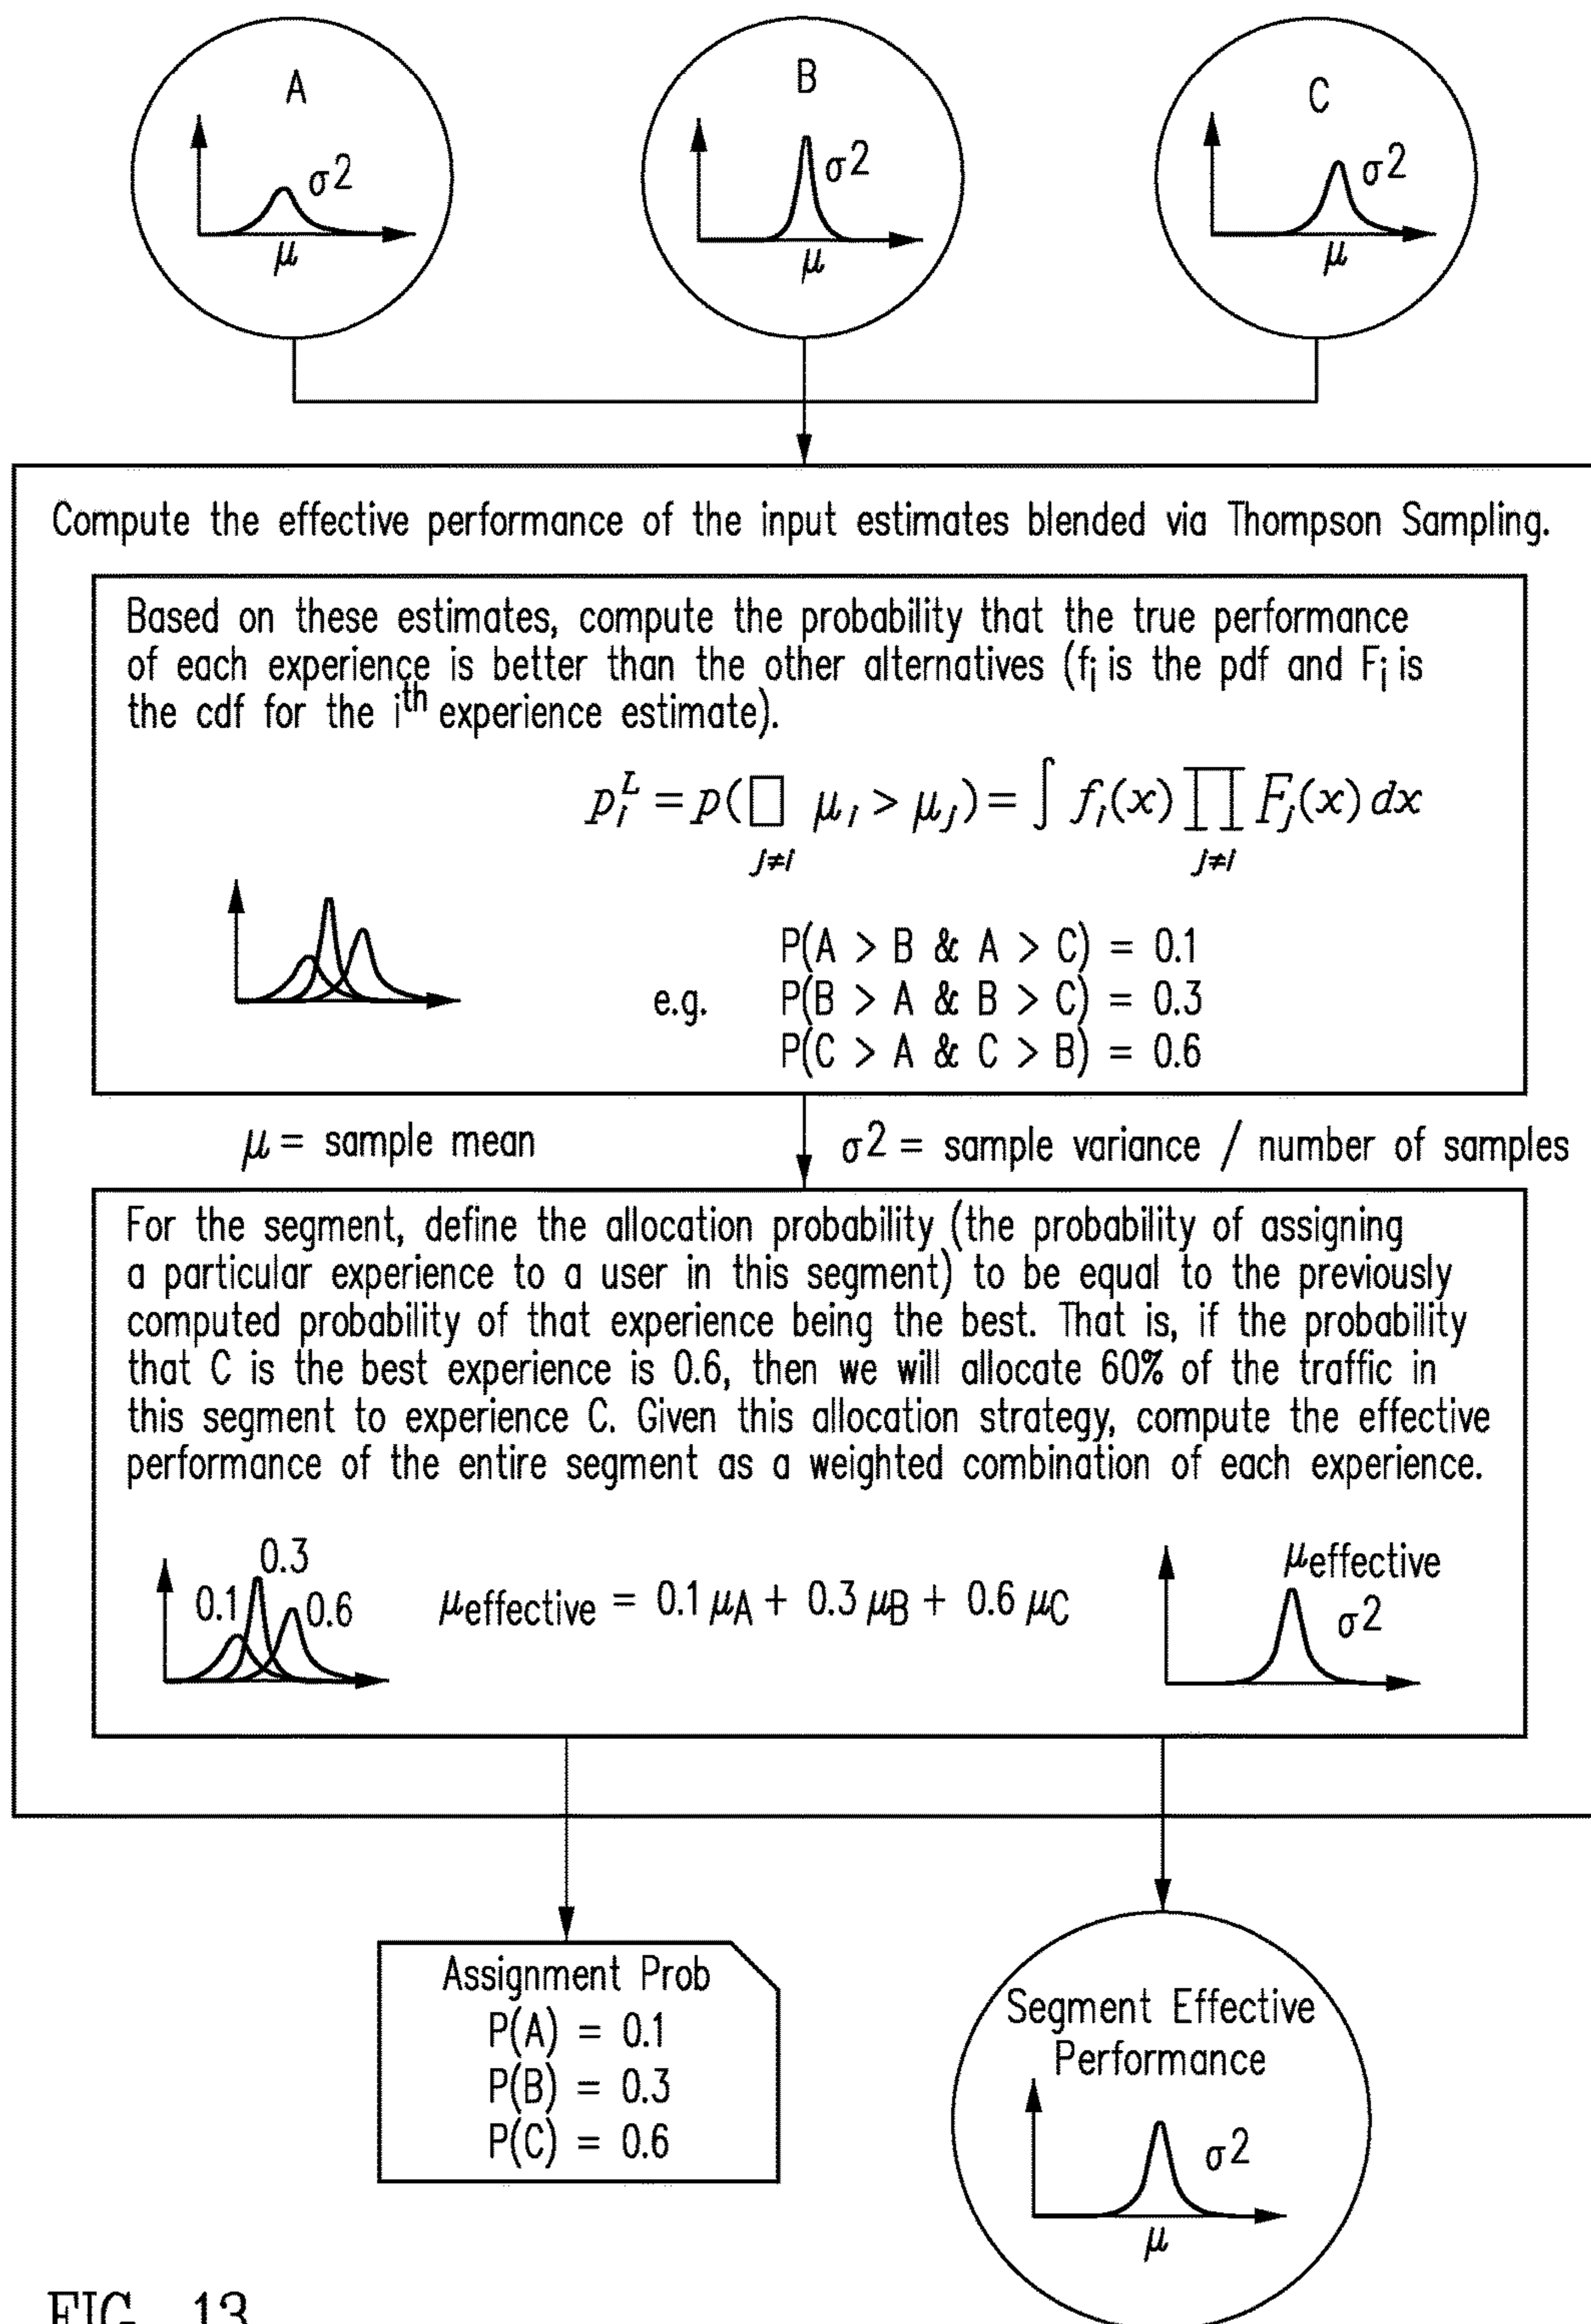 A
B
C
σ2
μ
σ2
μ
σ2
μ
Compute the effective performance of the input estimates blended via Thompson Sampling.
Based on these estimates, compute the probability that the true performance
of each experience is better than the other alternatives (fi is the pdf and Fi is
the cdf for the ith experience estimate).
p_i^L = p(□ μi > μj) = ∫ fi(x) ∏ Fj(x) dx
j≠i j≠i
P(A > B & A > C) = 0.1
e.g. P(B > A & B > C) = 0.3
P(C > A & C > B) = 0.6
μ = sample mean
σ2 = sample variance / number of samples
For the segment, define the allocation probability (the probability of assigning
a particular experience to a user in this segment) to be equal to the previously
computed probability of that experience being the best. That is, if the probability
that C is the best experience is 0.6, then we will allocate 60% of the traffic in
this segment to experience C. Given this allocation strategy, compute the effective
performance of the entire segment as a weighted combination of each experience.
0.3
0.1
0.6
μeffective = 0.1 μA + 0.3 μB + 0.6 μC
μeffective
σ2
Assignment Prob
P(A) = 0.1
P(B) = 0.3
P(C) = 0.6
Segment Effective
Performance
σ2
μ
FIG. 13